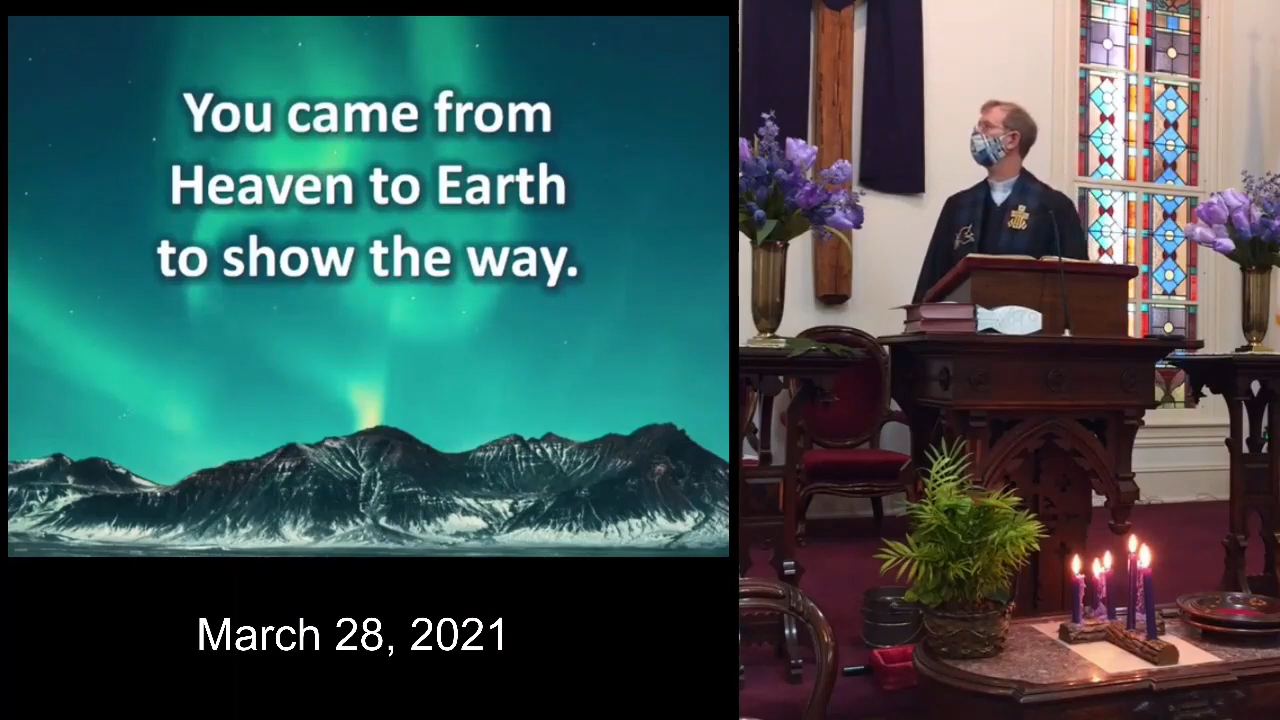 You came from
Heaven to Earth
to show the way.
March 28, 2021